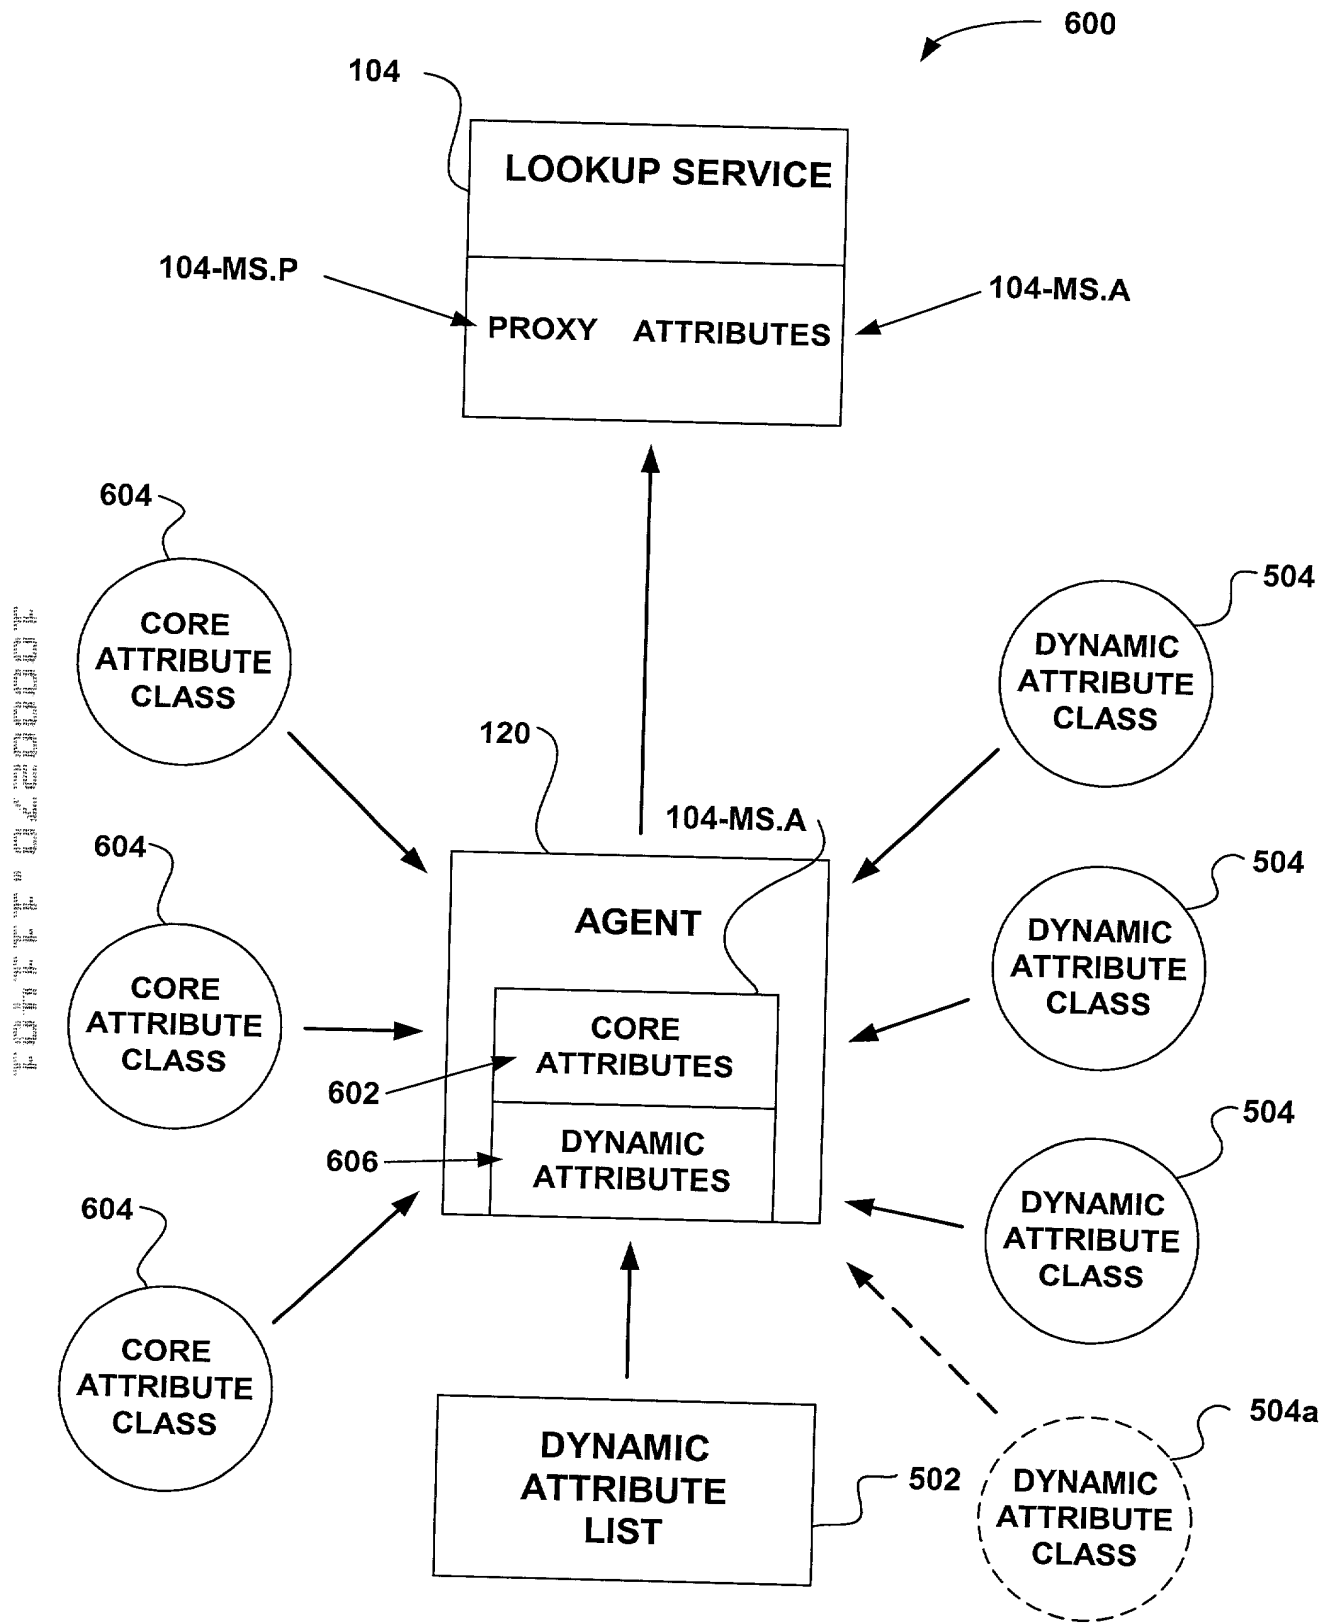 600
104
LOOKUP SERVICE
104-MS.P
104-MS.A
PROXY ATTRIBUTES
604
CORE
ATTRIBUTE
CLASS
504
DYNAMIC
ATTRIBUTE
CLASS
120
104-MS.A
604
CORE
ATTRIBUTE
CLASS
AGENT
504
DYNAMIC
ATTRIBUTE
CLASS
CORE
ATTRIBUTES
602
DYNAMIC
ATTRIBUTES
606
504
DYNAMIC
ATTRIBUTE
CLASS
604
CORE
ATTRIBUTE
CLASS
DYNAMIC
ATTRIBUTE
LIST
502
504a
DYNAMIC
ATTRIBUTE
CLASS